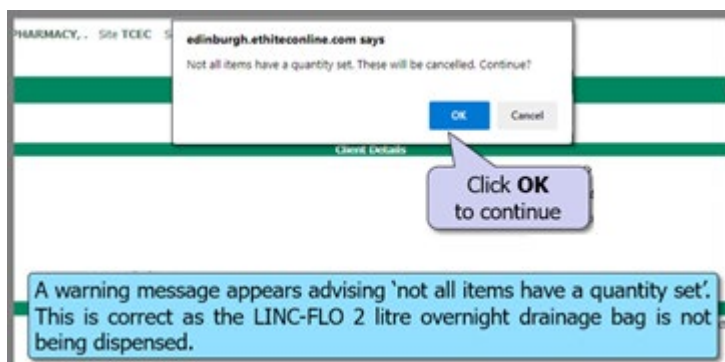 PHARMACY, . Site TCEC S
edinburgh.ethiteconline.com says
Not all items have a quantity set. These will be cancelled. Continue?
OK Cancel
Client Details
Click OK
to continue
A warning message appears advising ‘not all items have a quantity set’.
This is correct as the LINC-FLO 2 litre overnight drainage bag is not
being dispensed.